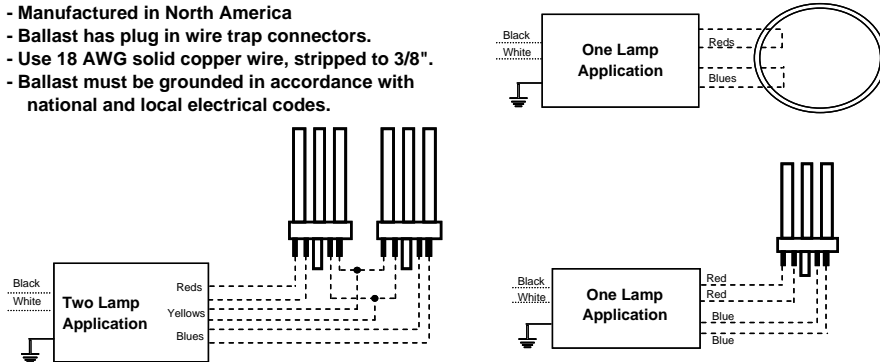 - Manufactured in North America
- Ballast has plug in wire trap connectors.
- Use 18 AWG solid copper wire, stripped to 3/8".
- Ballast must be grounded in accordance with
national and local electrical codes.
Black
White
One Lamp
Application
Reds
Blues
Black
White
Two Lamp
Application
Reds
Yellows
Blues
Black
White
One Lamp
Application
Red
Red
Blue
Blue